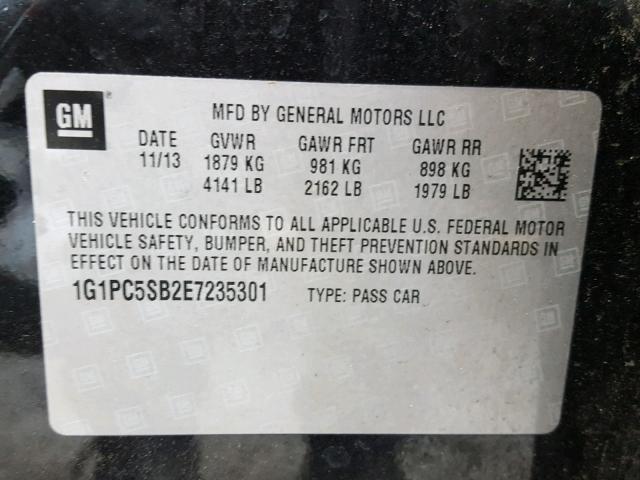 GM
MFD BY GENERAL MOTORS LLC
DATE GVWR GAWR FRT GAWR RR
11/13 1879 KG 981 KG 898 KG
4141 LB 2162 LB 1979 LB
THIS VEHICLE CONFORMS TO ALL APPLICABLE U.S. FEDERAL MOTOR
VEHICLE SAFETY, BUMPER, AND THEFT PREVENTION STANDARDS IN
EFFECT ON THE DATE OF MANUFACTURE SHOWN ABOVE.
1G1PC5SB2E7235301 TYPE: PASS CAR